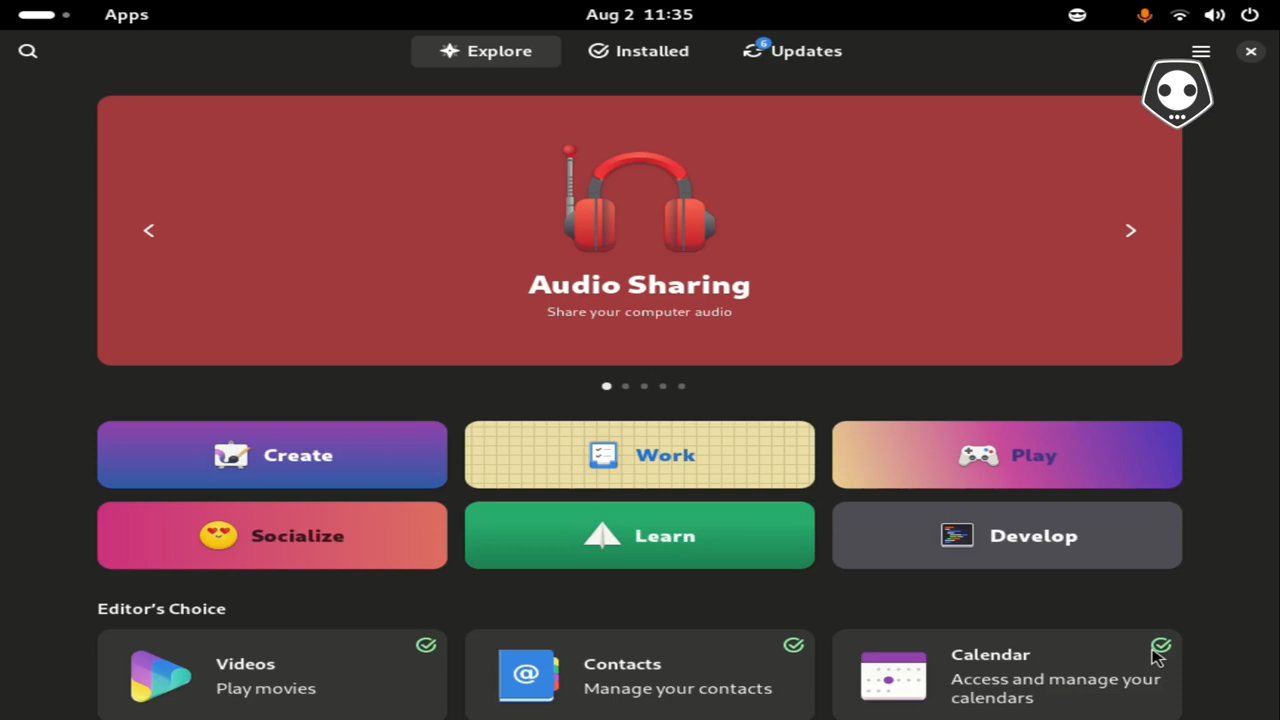 Apps
Aug 2 11:35
Explore
Installed
6
Updates
Audio Sharing
Share your computer audio
Create
Work
Play
Socialize
Learn
Develop
Editor’s Choice
Videos
Play movies
@
Contacts
Manage your contacts
Calendar
Access and manage your
calendars